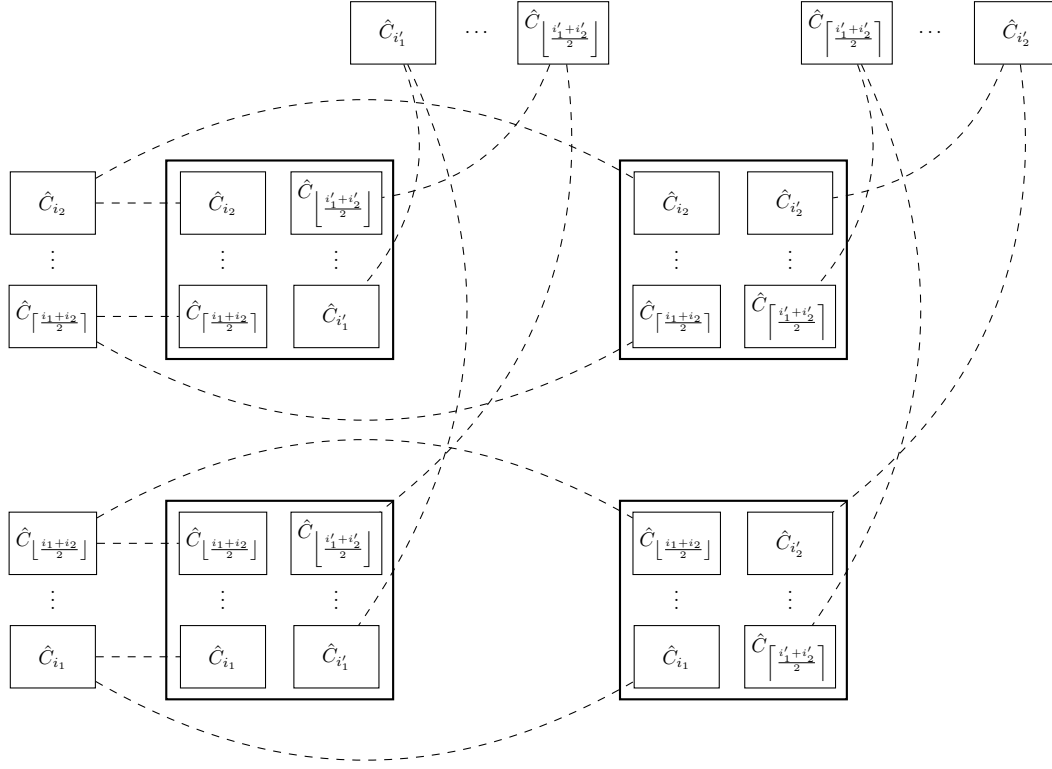 Ĉ_{i'_1} ⋯ Ĉ_{⌊(i'_1+i'_2)/2⌋} Ĉ_{⌈(i'_1+i'_2)/2⌉} ⋯ Ĉ_{i'_2}
Ĉ_{i_2} Ĉ_{i_2} Ĉ_{⌊(i'_1+i'_2)/2⌋} Ĉ_{i_2} Ĉ_{i'_2}
⋮ ⋮ ⋮ ⋮ ⋮
Ĉ_{⌈(i_1+i_2)/2⌉} Ĉ_{⌈(i_1+i_2)/2⌉} Ĉ_{i'_1} Ĉ_{⌈(i_1+i_2)/2⌉} Ĉ_{⌈(i'_1+i'_2)/2⌉}
Ĉ_{⌊(i_1+i_2)/2⌋} Ĉ_{⌊(i_1+i_2)/2⌋} Ĉ_{⌊(i'_1+i'_2)/2⌋} Ĉ_{⌊(i_1+i_2)/2⌋} Ĉ_{i'_2}
⋮ ⋮ ⋮ ⋮ ⋮
Ĉ_{i_1} Ĉ_{i_1} Ĉ_{i'_1} Ĉ_{i_1} Ĉ_{⌈(i'_1+i'_2)/2⌉}